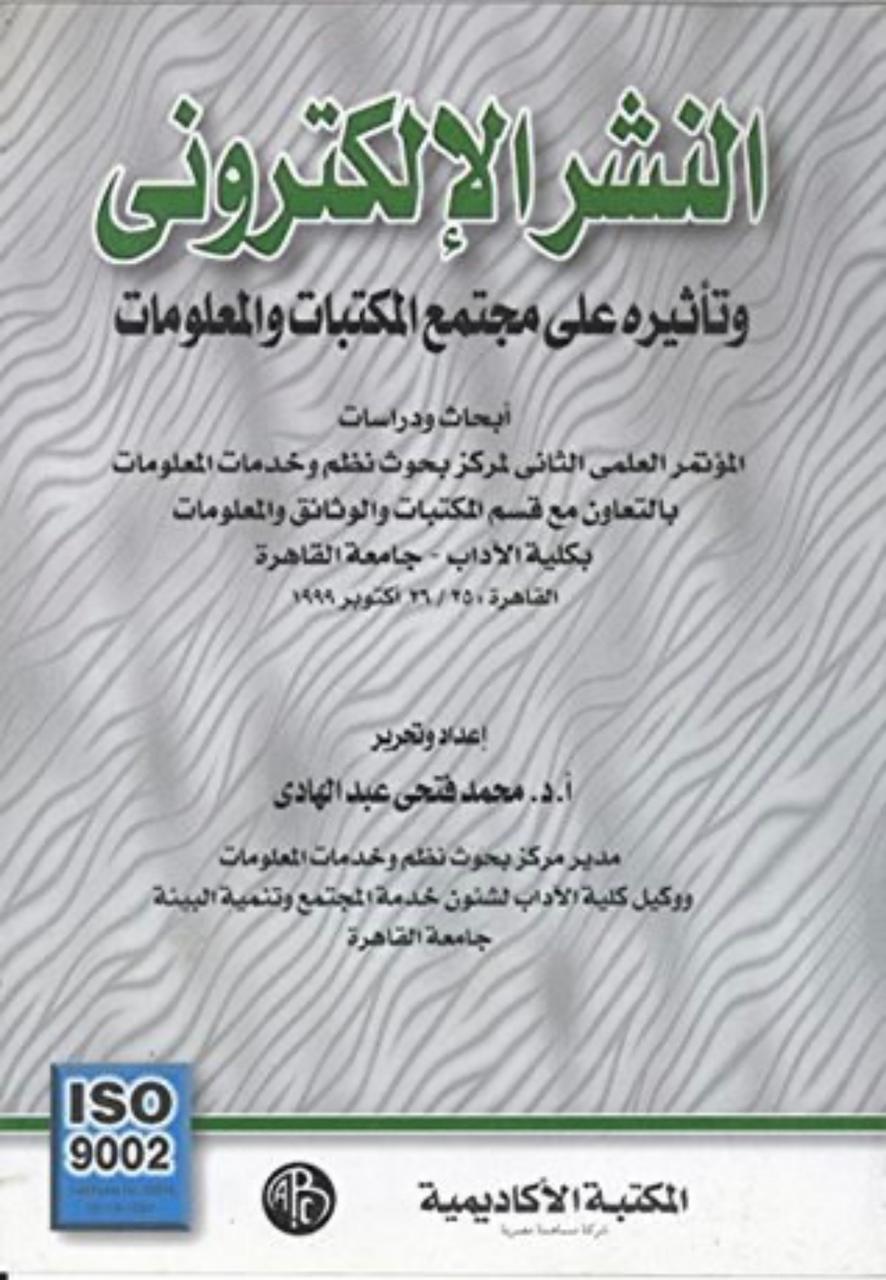 النشر الإلكترونى
وتأثيره على مجتمع المكتبات والمعلومات
أبحاث ودراسات
المؤتمر العلمى الثانى لمركز بحوث نظم وخدمات المعلومات
بالتعاون مع قسم المكتبات والوثائق والمعلومات
بكلية الآداب - جامعة القاهرة
القاهرة ، ٢٥ / ٢٦ أكتوبر ١٩٩٩
إعداد وتحرير
أ.د. محمد فتحى عبد الهادى
مدير مركز بحوث نظم وخدمات المعلومات
ووكيل كلية الآداب لشئون خدمة المجتمع وتنمية البيئة
جامعة القاهرة
ISO
9002
المكتبة الأكاديمية
شركة مساهمة مصرية